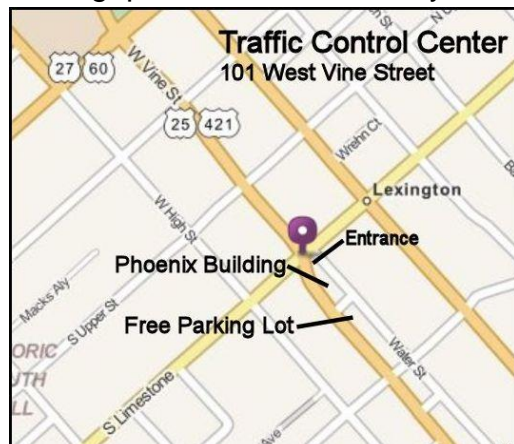 Traffic Control Center
101 West Vine Street
27
60
W Vine St
25
421
Wrehn Ct
Lexington
W High St
Entrance
Phoenix Building
Macks Aly
S Upper St
Free Parking Lot
Water St
S Limestone
Ave